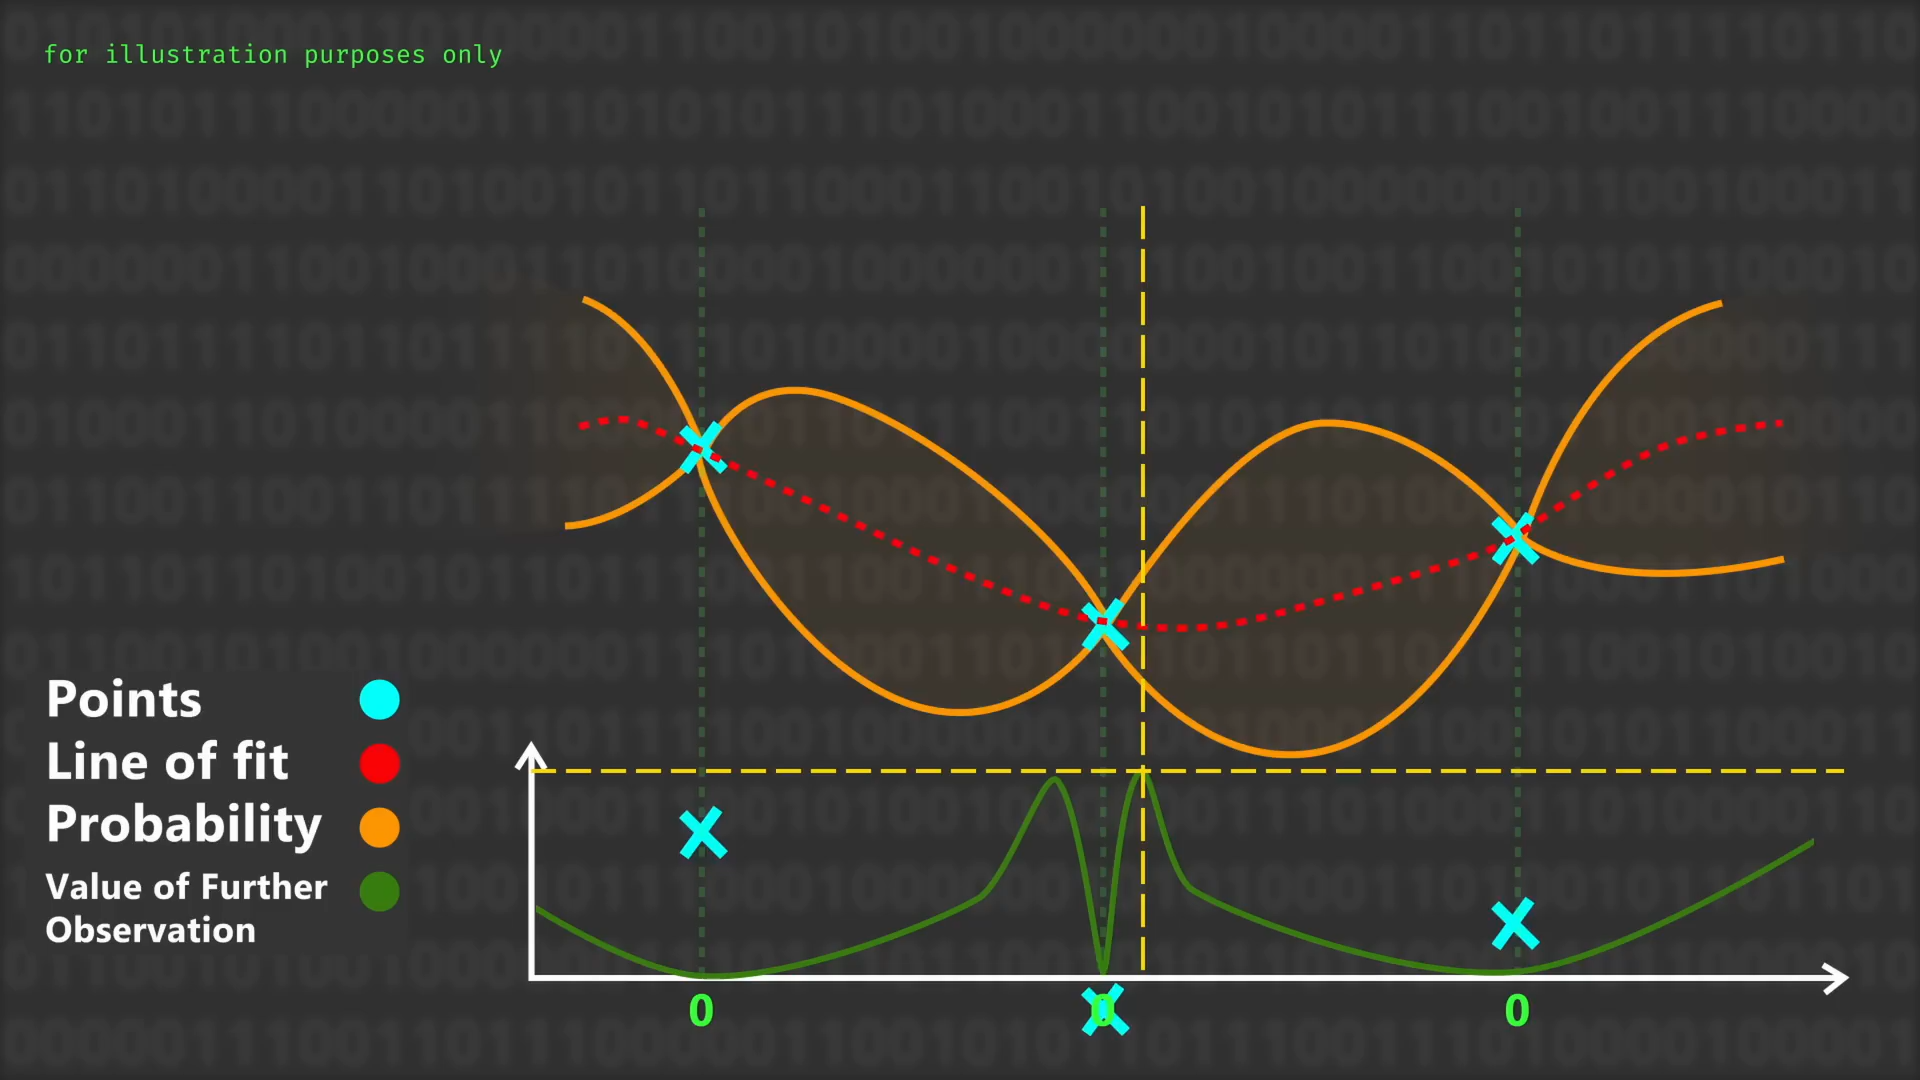 for illustration purposes only
Points
Line of fit
Probability
Value of Further
Observation
0
0
0